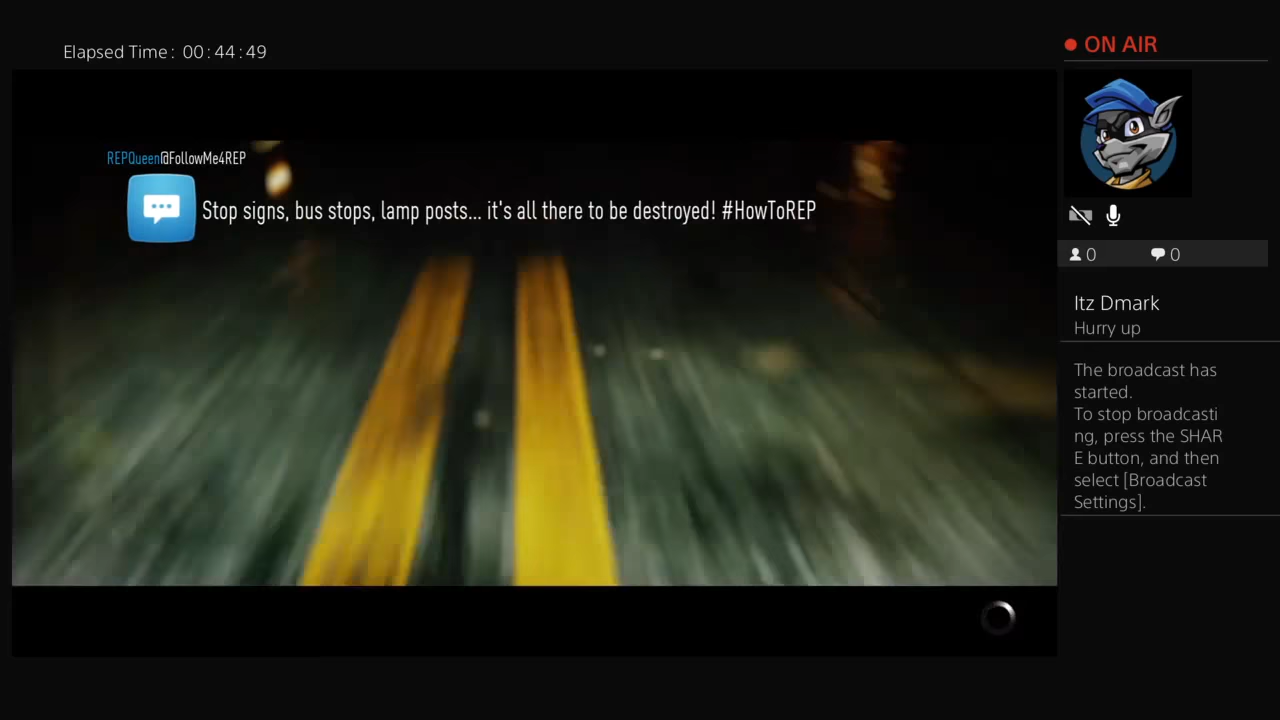 Elapsed Time: 00:44:49
ON AIR
REPQueen@FollowMe4REP
Stop signs, bus stops, lamp posts... it's all there to be destroyed! #HowToREP
0 0
Itz Dmark
Hurry up
The broadcast has
started.
To stop broadcasti
ng, press the SHAR
E button, and then
select [Broadcast
Settings].